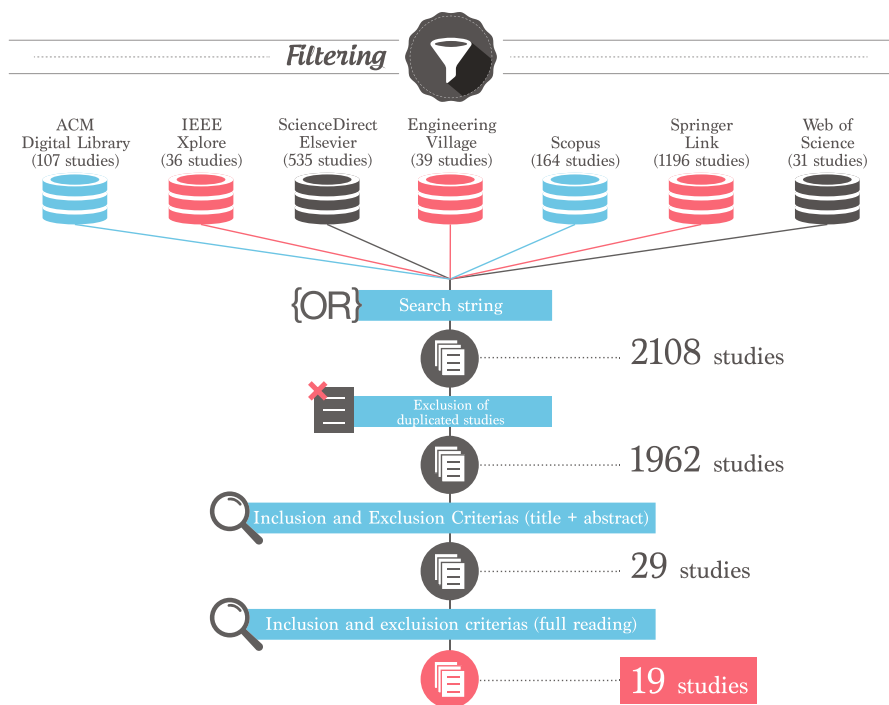 Filtering
ACM
Digital Library
(107 studies)
IEEE
Xplore
(36 studies)
ScienceDirect
Elsevier
(535 studies)
Engineering
Village
(39 studies)
Scopus
(164 studies)
Springer
Link
(1196 studies)
Web of
Science
(31 studies)
{OR}
Search string
2108 studies
Exclusion of
duplicated studies
1962 studies
Inclusion and Exclusion Criterias (title + abstract)
29 studies
Inclusion and excluision criterias (full reading)
19 studies